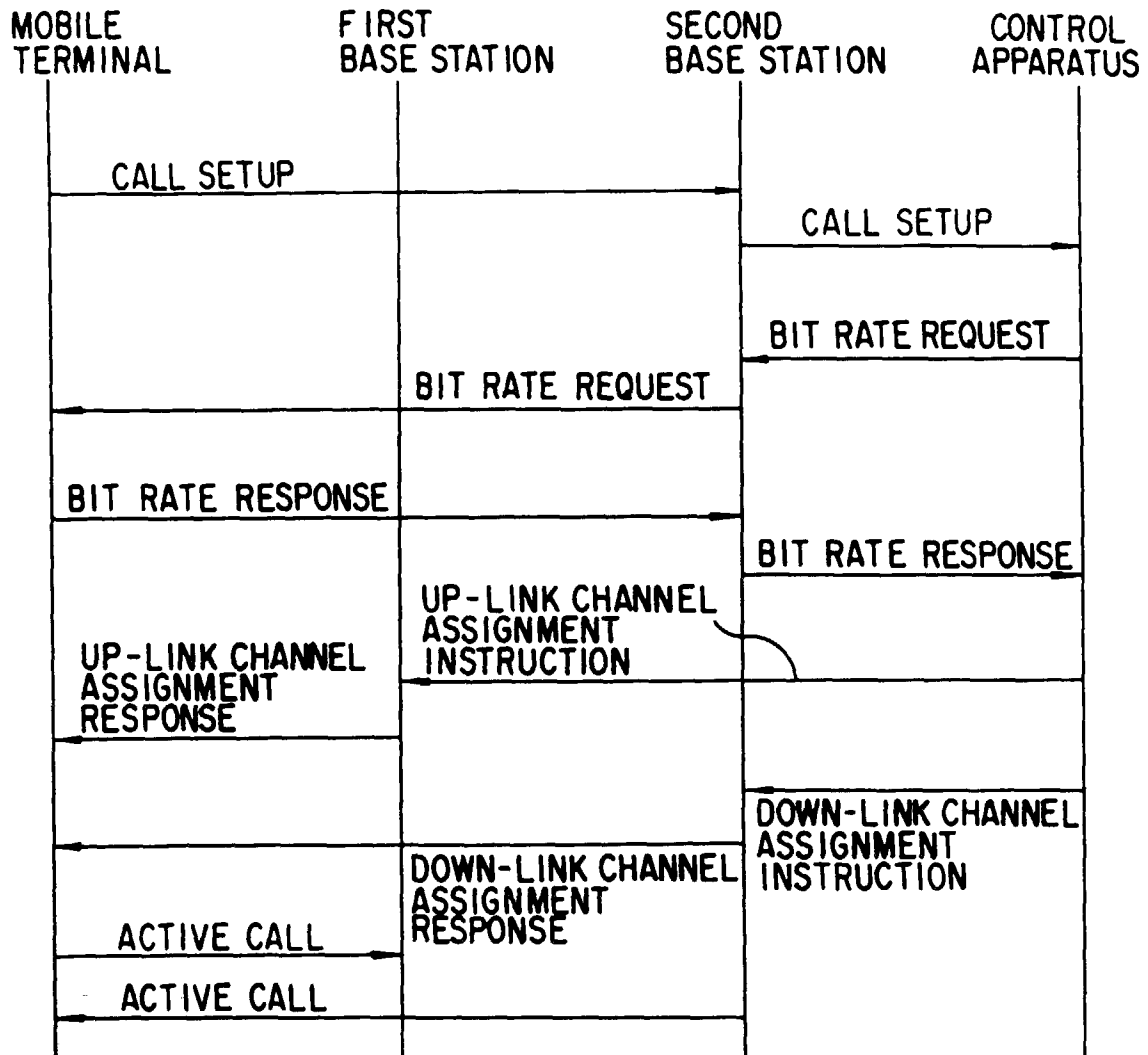 MOBILE
TERMINAL
FIRST
BASE STATION
SECOND
BASE STATION
CONTROL
APPARATUS
CALL SETUP
CALL SETUP
BIT RATE REQUEST
BIT RATE REQUEST
BIT RATE RESPONSE
BIT RATE RESPONSE
UP-LINK CHANNEL
ASSIGNMENT
INSTRUCTION
UP-LINK CHANNEL
ASSIGNMENT
RESPONSE
DOWN-LINK CHANNEL
ASSIGNMENT
INSTRUCTION
DOWN-LINK CHANNEL
ASSIGNMENT
RESPONSE
ACTIVE CALL
ACTIVE CALL